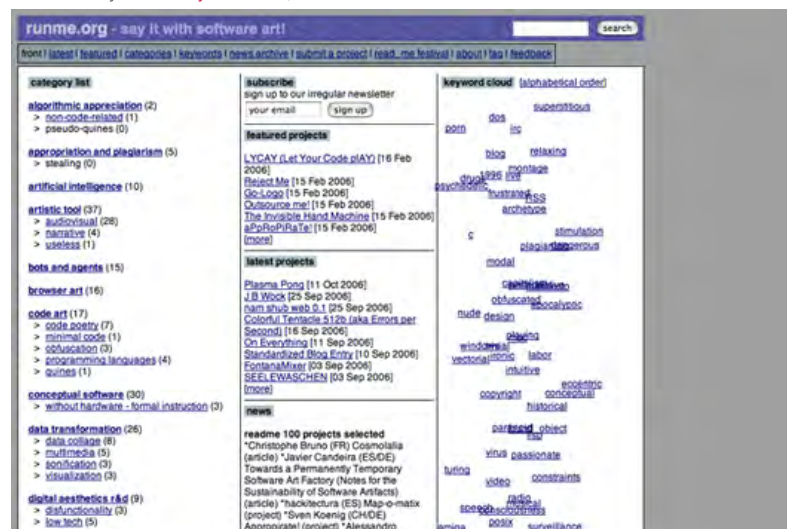 runme.org - say it with software art!
search
front | latest | featured | categories | keywords | news archive | submit a project | read_me festival | about | faq | feedback
category list
algorithmic appreciation (2)
> non-code-related (1)
> pseudo-quines (0)
appropriation and plagiarism (5)
> stealing (0)
artificial intelligence (10)
artistic tool (37)
> audiovisual (28)
> narrative (4)
> useless (1)
bots and agents (15)
browser art (16)
code art (17)
> code poetry (7)
> minimal code (1)
> obfuscation (3)
> programming languages (4)
> quines (1)
conceptual software (30)
> without hardware - formal instruction (3)
data transformation (26)
> data collage (8)
> multimedia (5)
> sonification (3)
> visualization (3)
digital aesthetics r&d (9)
> disfunctionality (3)
> low tech (5)
subscribe
sign up to our irregular newsletter
your email
sign up
featured projects
LYCAY (Let Your Code plAY) [16 Feb
2006]
Reject Me [15 Feb 2006]
Go-Logo [15 Feb 2006]
Outsource me! [15 Feb 2006]
The Invisible Hand Machine [15 Feb 2006]
aPpRoPiRaTe! [15 Feb 2006]
[more]
latest projects
Plasma Pong [11 Oct 2006]
J B Wock [25 Sep 2006]
nam shub web 0.1 [25 Sep 2006]
Colorful Tentacle 512b (aka Errors per
Second) [16 Sep 2006]
On Everything [11 Sep 2006]
Standardized Blog Entry [10 Sep 2006]
FontanaMixer [03 Sep 2006]
SEELEWASCHEN [03 Sep 2006]
[more]
news
readme 100 projects selected
*Christophe Bruno (FR) Cosmolalia
(article) *Javier Candeira (ES/DE)
Towards a Permanently Temporary
Software Art Factory (Notes for the
Sustainability of Software Artifacts)
(article) *hackitectura (ES) Map-o-matix
(project) *Sven Koenig (CH/DE)
Appropirate! (project) *Alessandro
keyword cloud [alphabetical order]
superstitious
dos
porn irc
blog relaxing
montage
drugs 1996 live
psychedelic
frustrated RSS
archetype
c stimulation
plagiarism dangerous
modal
obfuscated
apocalyptic
nude design
playing
windows
vectorial ironic labor
intuitive
eccentric
copyright conceptual
historical
paranoid object
virus passionate
turing
video constraints
radio
speech
posix surveillance